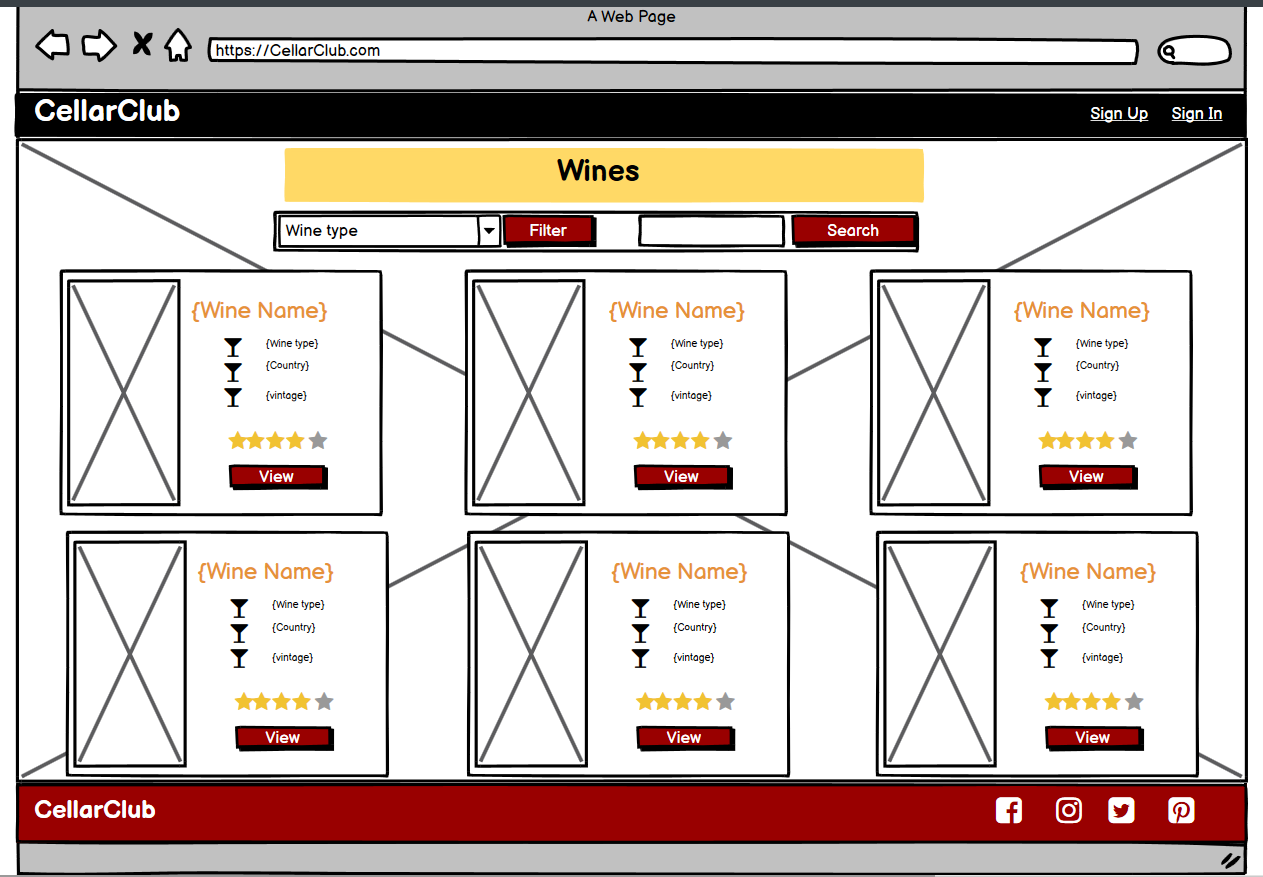 A Web Page
https://CellarClub.com
CellarClub
Sign Up Sign In
Wines
Wine type Filter Search
{Wine Name} {Wine Name} {Wine Name}
{Wine type} {Wine type} {Wine type}
{Country} {Country} {Country}
{vintage} {vintage} {vintage}
View View View
{Wine Name} {Wine Name} {Wine Name}
{Wine type} {Wine type} {Wine type}
{Country} {Country} {Country}
{vintage} {vintage} {vintage}
View View View
CellarClub